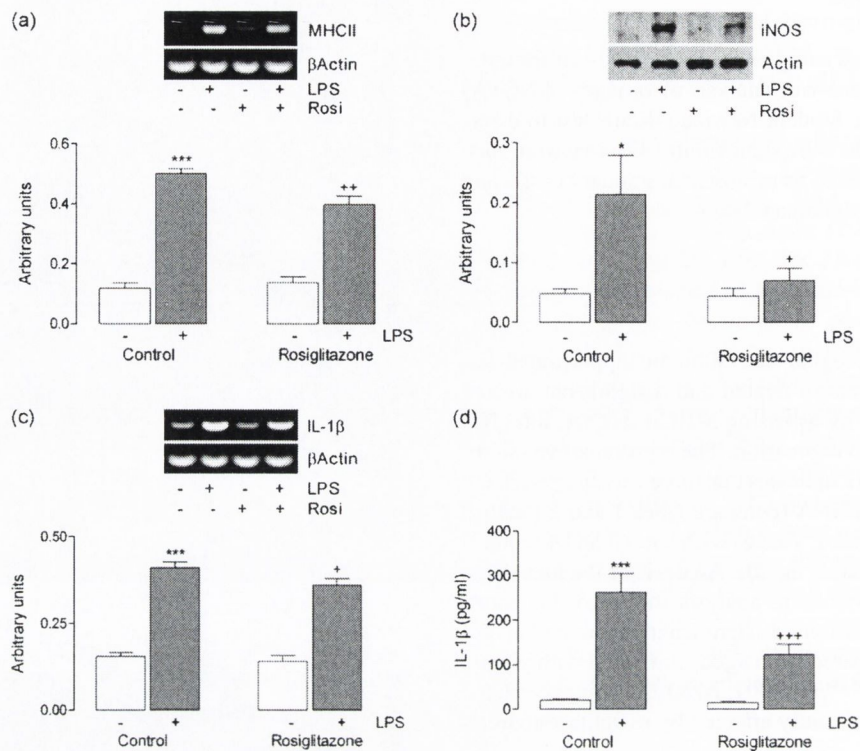 (a)
MHCII
βActin
- + - + LPS
- - + + Rosi
0.6
0.4
0.2
0.0
Arbitrary units
***
++
- + - + LPS
Control Rosiglitazone
(b)
iNOS
Actin
- + - + LPS
- - + + Rosi
0.3
0.2
0.1
0.0
Arbitrary units
*
+
- + - + LPS
Control Rosiglitazone
(c)
IL-1β
βActin
- + - + LPS
- - + + Rosi
0.50
0.25
0.00
Arbitrary units
***
+
- + - + LPS
Control Rosiglitazone
(d)
400
300
200
100
0
IL-1β (pg/ml)
***
+++
- + - + LPS
Control Rosiglitazone